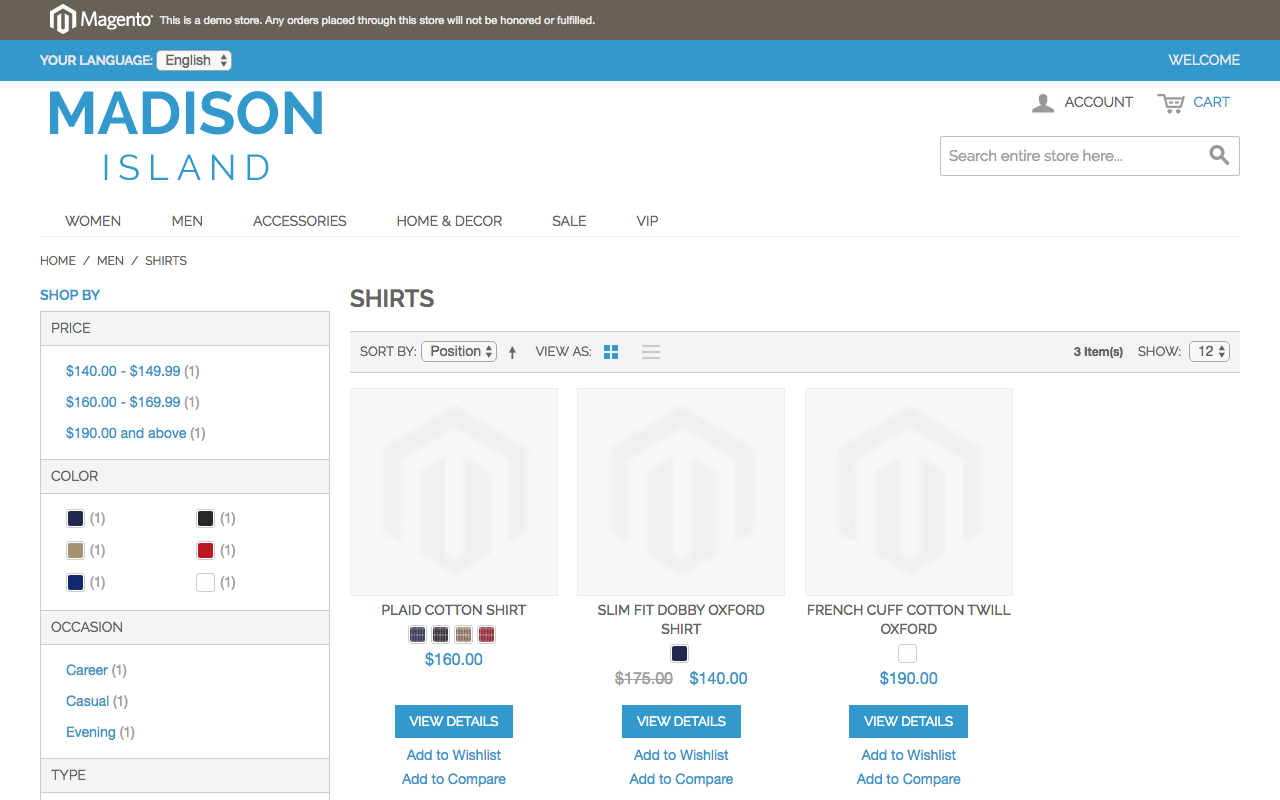 Magento® This is a demo store. Any orders placed through this store will not be honored or fulfilled.
YOUR LANGUAGE: English WELCOME
MADISON
ISLAND
ACCOUNT CART
Search entire store here...
WOMEN MEN ACCESSORIES HOME & DECOR SALE VIP
HOME / MEN / SHIRTS
SHOP BY
PRICE
$140.00 - $149.99 (1)
$160.00 - $169.99 (1)
$190.00 and above (1)
COLOR
(1) (1)
(1) (1)
(1) (1)
OCCASION
Career (1)
Casual (1)
Evening (1)
TYPE
SHIRTS
SORT BY: Position VIEW AS: 3 Item(s) SHOW: 12
PLAID COTTON SHIRT
$160.00
VIEW DETAILS
Add to Wishlist
Add to Compare
SLIM FIT DOBBY OXFORD
SHIRT
$175.00 $140.00
VIEW DETAILS
Add to Wishlist
Add to Compare
FRENCH CUFF COTTON TWILL
OXFORD
$190.00
VIEW DETAILS
Add to Wishlist
Add to Compare